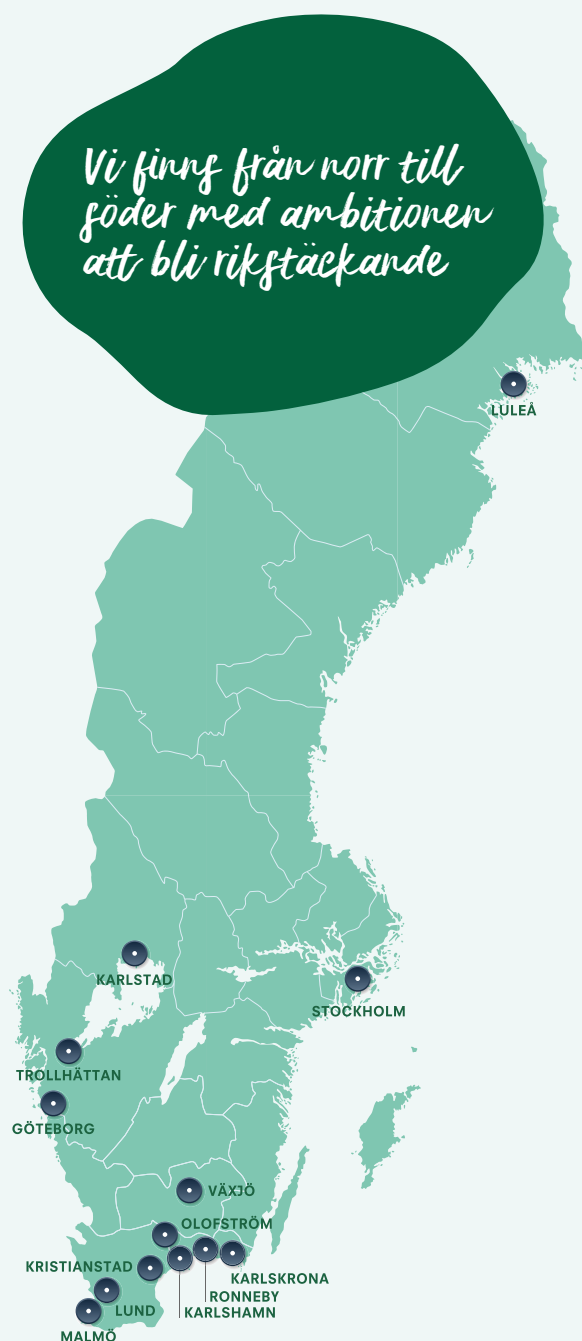 Vi finns från norr till
söder med ambitionen
att bli rikstäckande
LULEÅ
KARLSTAD
STOCKHOLM
TROLLHÄTTAN
GÖTEBORG
VÄXJÖ
OLOFSTRÖM
KRISTIANSTAD
KARLSKRONA
RONNEBY
LUND
KARLSHAMN
MALMÖ